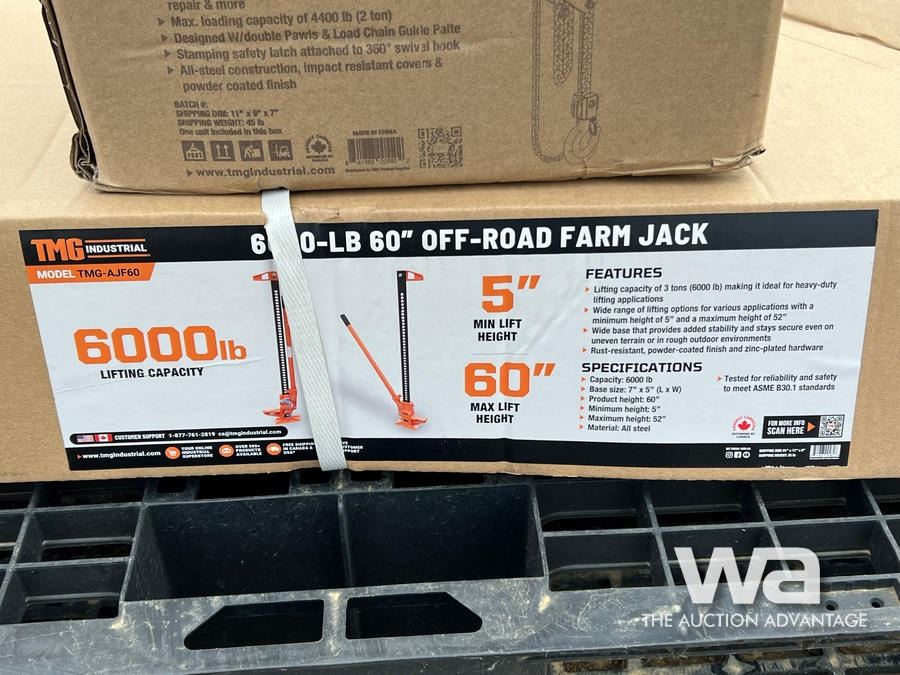 repair & more
Max. loading capacity of 4400 lb (2 ton)
Designed W/double Pawls & Load Chain Guide Palte
Stamping safety latch attached to 360° swivel hook
All-steel construction, impact resistant covers &
powder coated finish
BATCH #:
SHIPPING DIM: 11" x 9" x 7"
SHIPPING WEIGHT: 45 lb
One unit included in this box
MADE IN CHINA
www.tmgindustrial.com
TMG INDUSTRIAL
-LB 60" OFF-ROAD FARM JACK
MODEL TMG-AJF60
6000lb
LIFTING CAPACITY
5"
MIN LIFT
HEIGHT
60"
MAX LIFT
HEIGHT
FEATURES
Lifting capacity of 3 tons (6000 lb) making it ideal for heavy-duty
lifting applications
Wide range of lifting options for various applications with a
minimum height of 5" and a maximum height of 52"
Wide base that provides added stability and stays secure even on
uneven terrain or in rough outdoor environments
Rust-resistant, powder-coated finish and zinc-plated hardware
SPECIFICATIONS
Capacity: 6000 lb
Base size: 7" x 5" (L x W)
Product height: 60"
Minimum height: 5"
Maximum height: 52"
Material: All steel
Tested for reliability and safety
to meet ASME B30.1 standards
CUSTOMER SUPPORT 1-877-761-2819 cs@tmgindustrial.com
www.tmgindustrial.com
YOUR ONLINE
INDUSTRIAL
SUPERSTORE
PRODUCTS
AVAILABLE
FOR MORE INFO
SCAN HERE
wa
THE AUCTION ADVANTAGE